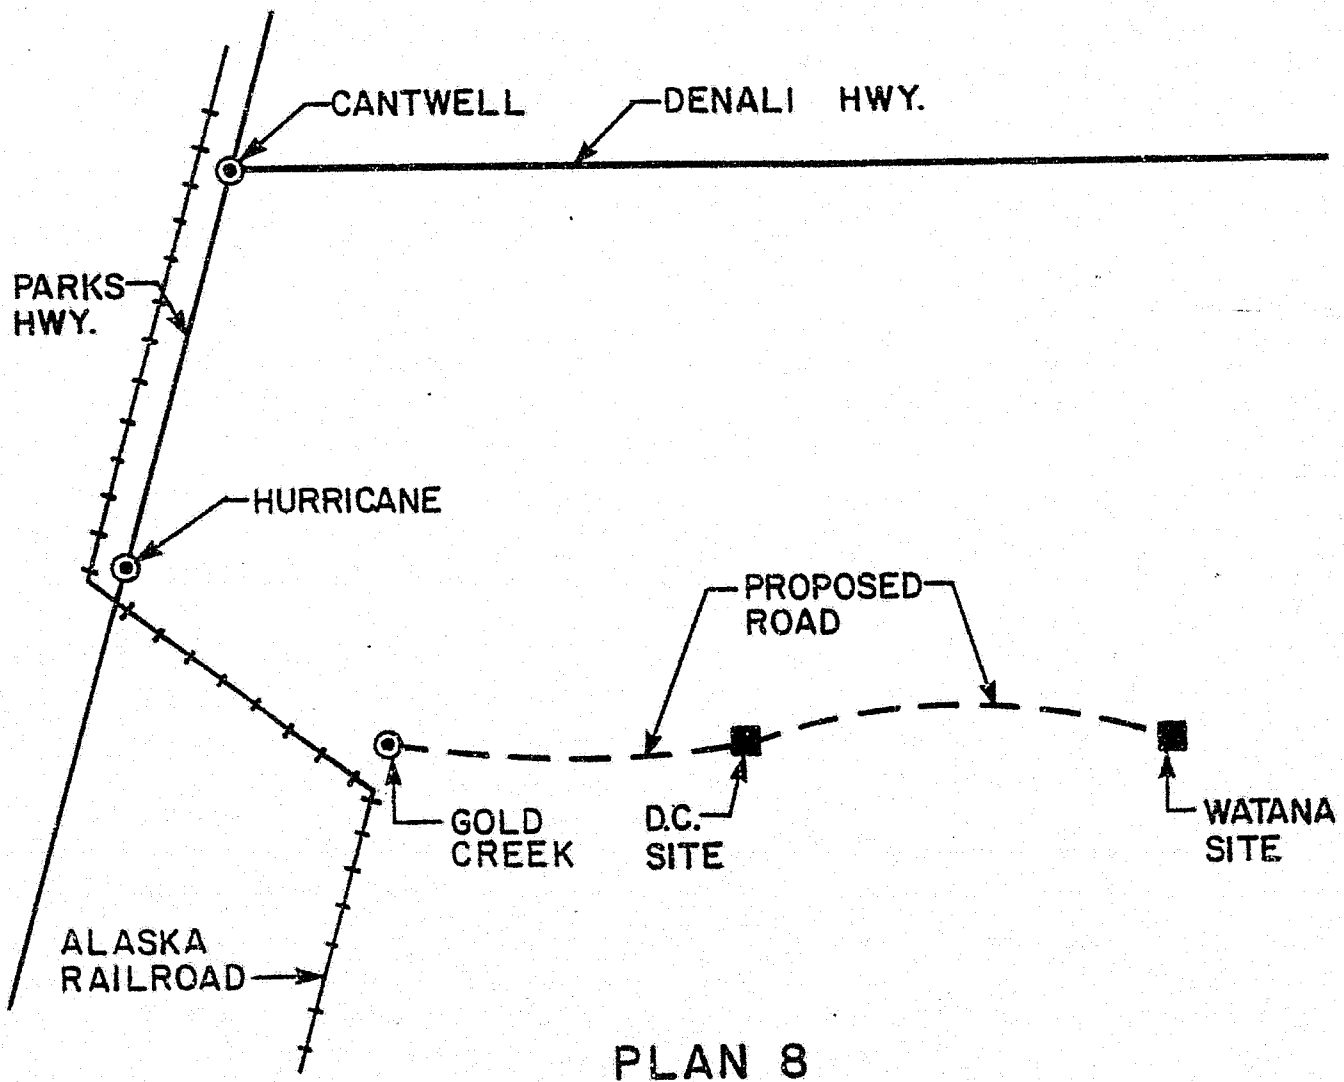 CANTWELL
DENALI HWY.
PARKS
HWY.
HURRICANE
PROPOSED
ROAD
GOLD
CREEK
D.C.
SITE
WATANA
SITE
ALASKA
RAILROAD
PLAN 8